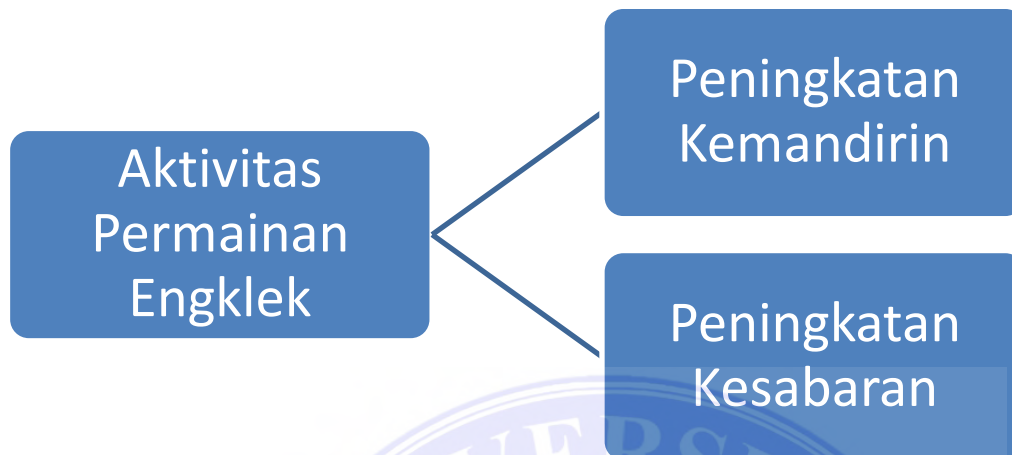 Aktivitas
Permainan
Engklek
Peningkatan
Kemandirin
Peningkatan
Kesabaran